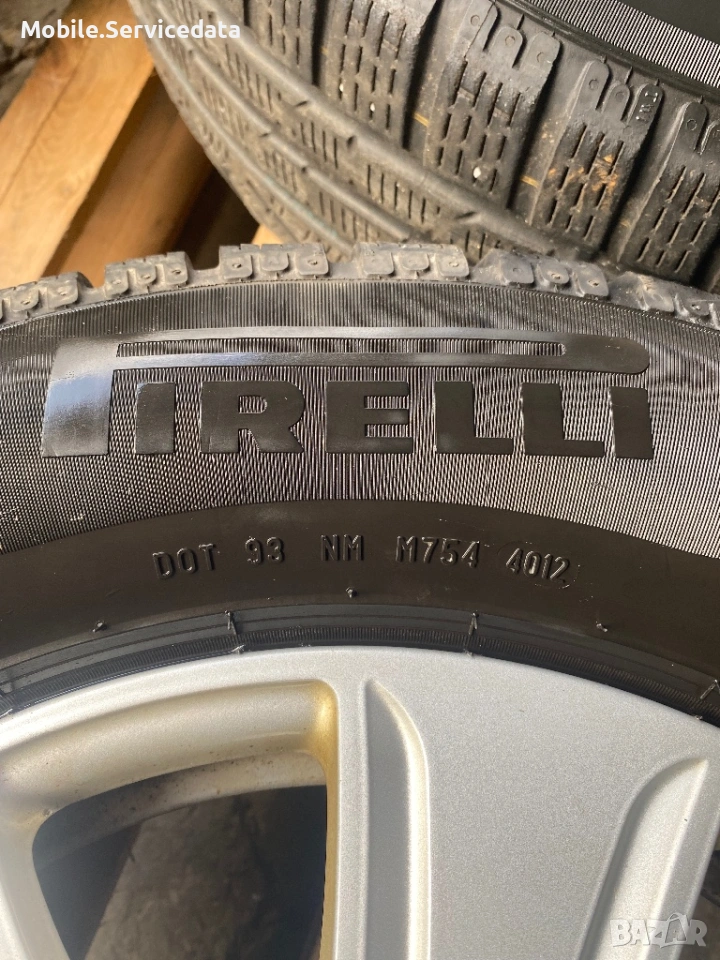 Mobile.Servicedata
PIRELLI
DOT 93 NM M754 4012
BAZAR